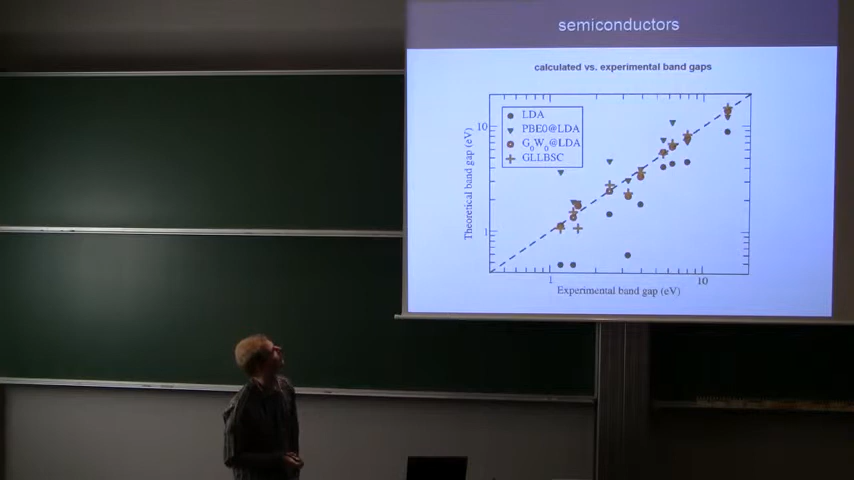 semiconductors
calculated vs. experimental band gaps
LDA
PBE0@LDA
G0W0@LDA
GLLBSC
10
1
Theoretical band gap (eV)
1
10
Experimental band gap (eV)